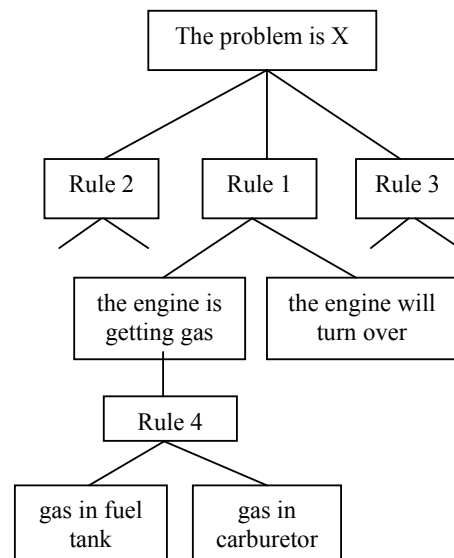 The problem is X
Rule 2
Rule 1
Rule 3
the engine is
getting gas
the engine will
turn over
Rule 4
gas in fuel
tank
gas in
carburetor